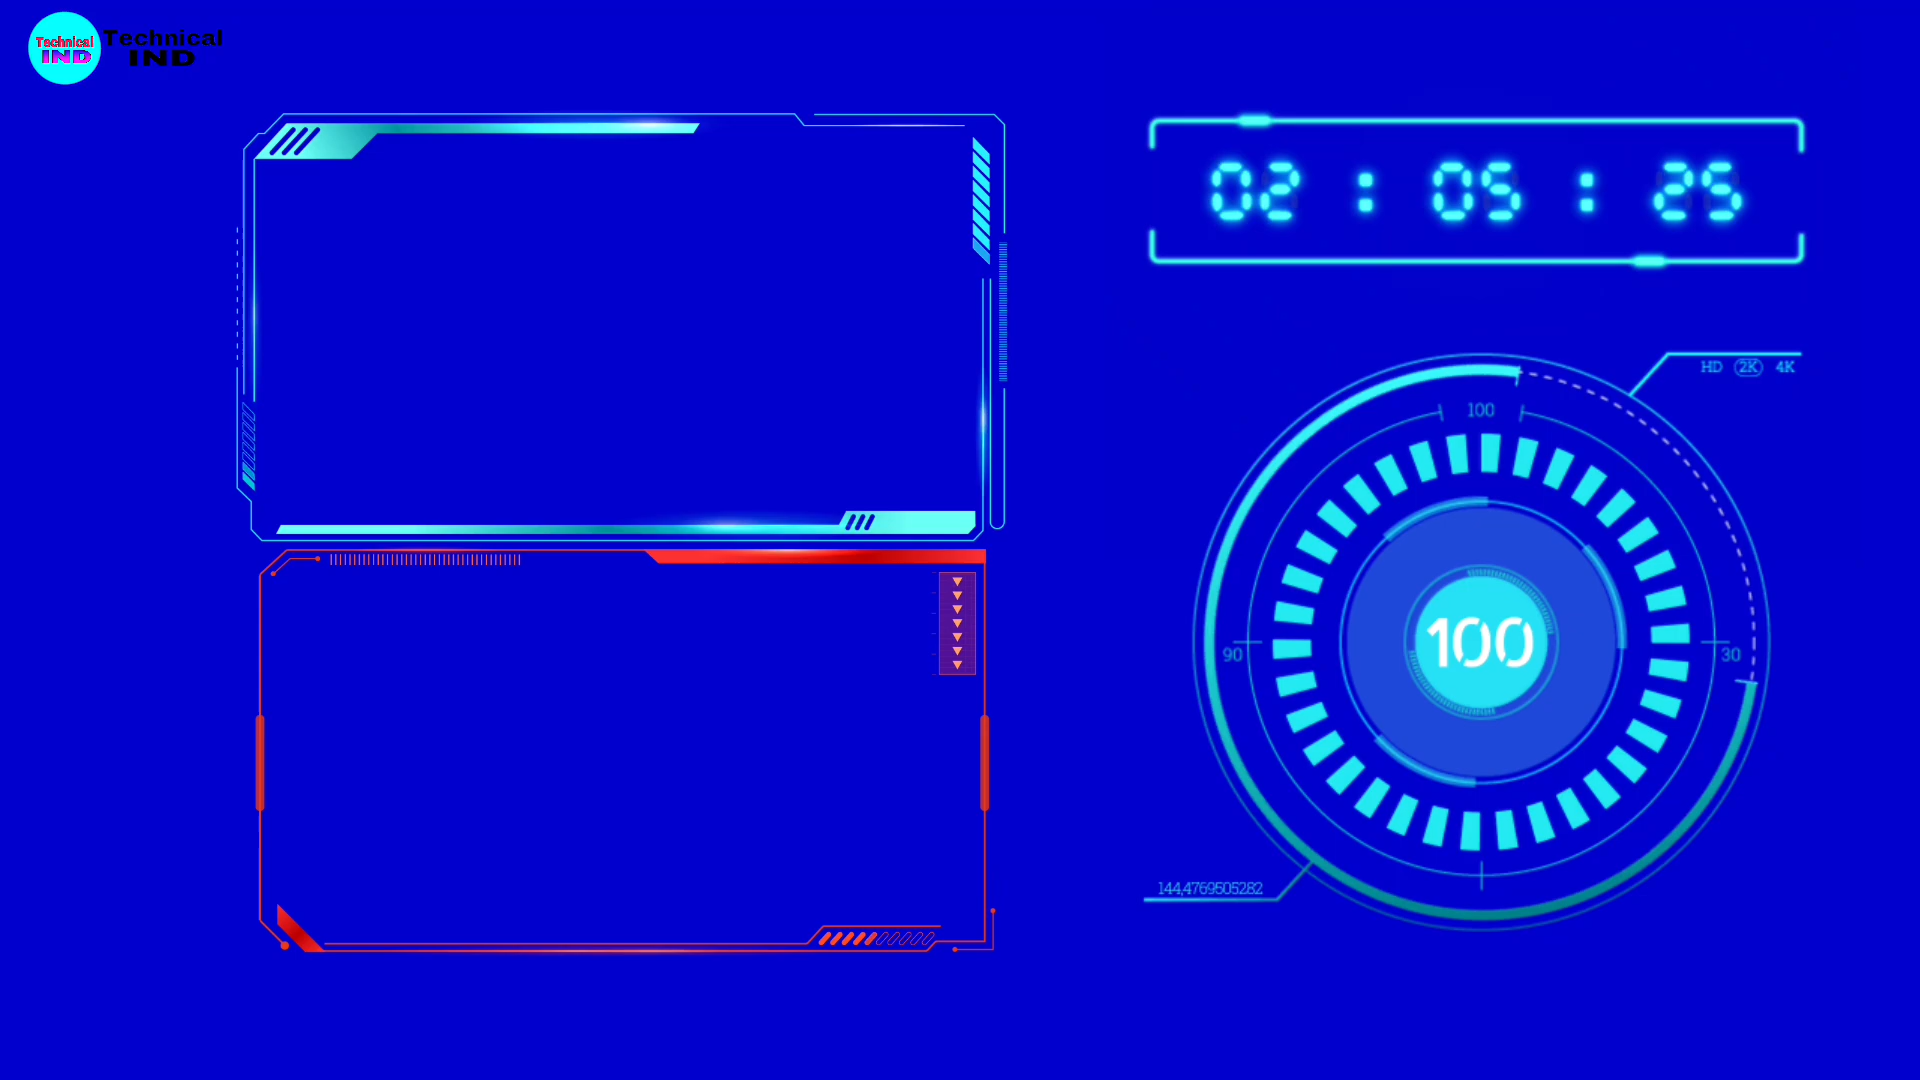 Technical
IND
Technical
IND
02 : 05 : 25
HD 2K 4K
100
100
90
30
144,4769505282